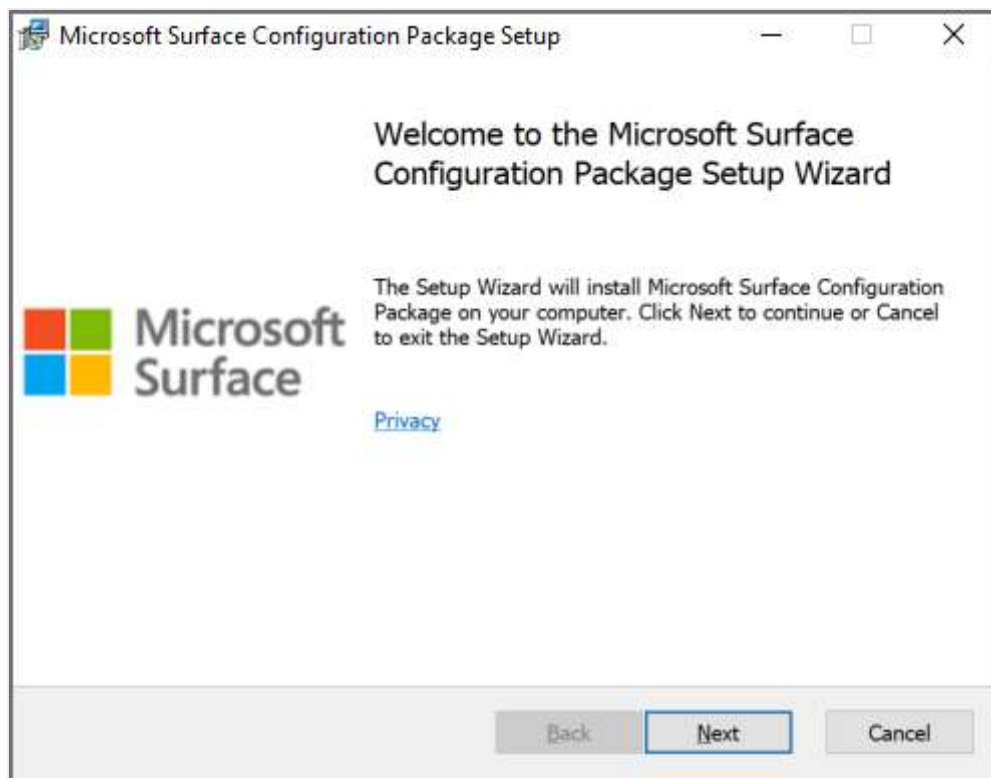 Microsoft Surface Configuration Package Setup
Welcome to the Microsoft Surface
Configuration Package Setup Wizard
The Setup Wizard will install Microsoft Surface Configuration
Package on your computer. Click Next to continue or Cancel
to exit the Setup Wizard.
Microsoft
Surface
Privacy
Back
Next
Cancel